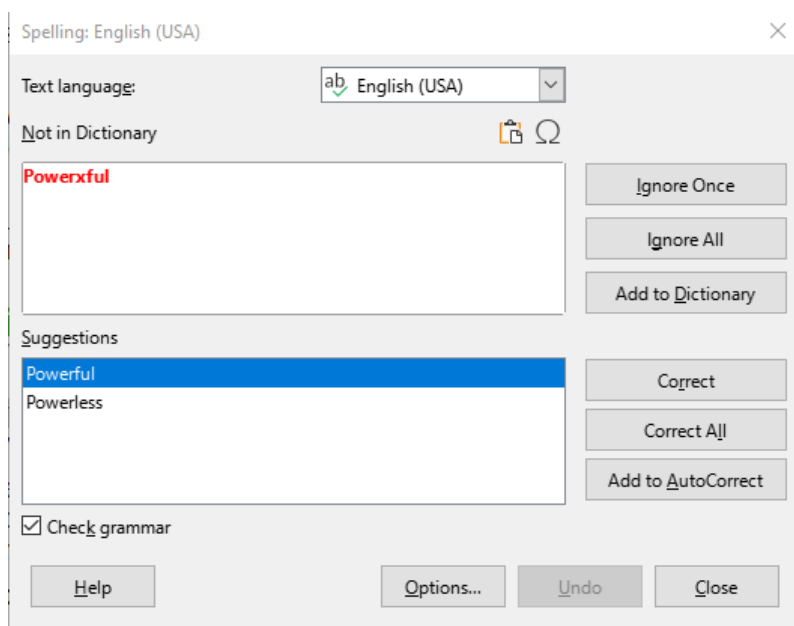 Spelling: English (USA)
Text language: English (USA)
Not in Dictionary
Powerxful
Ignore Once
Ignore All
Add to Dictionary
Suggestions
Powerful
Powerless
Correct
Correct All
Add to AutoCorrect
Check grammar
Help Options... Undo Close